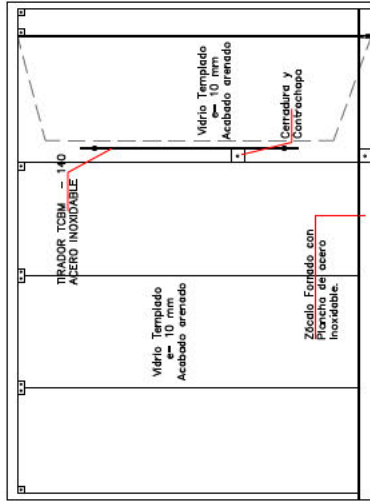 Vidrio Templado
e= 10 mm
Acabado arenado
Cerradura y
Contrachapa
TIRADOR TCBM - 140
ACERO INOXIDABLE
Vidrio Templado
e= 10 mm
Acabado arenado
Zócalo Forrado con
Plancha de acero
Inoxidable.